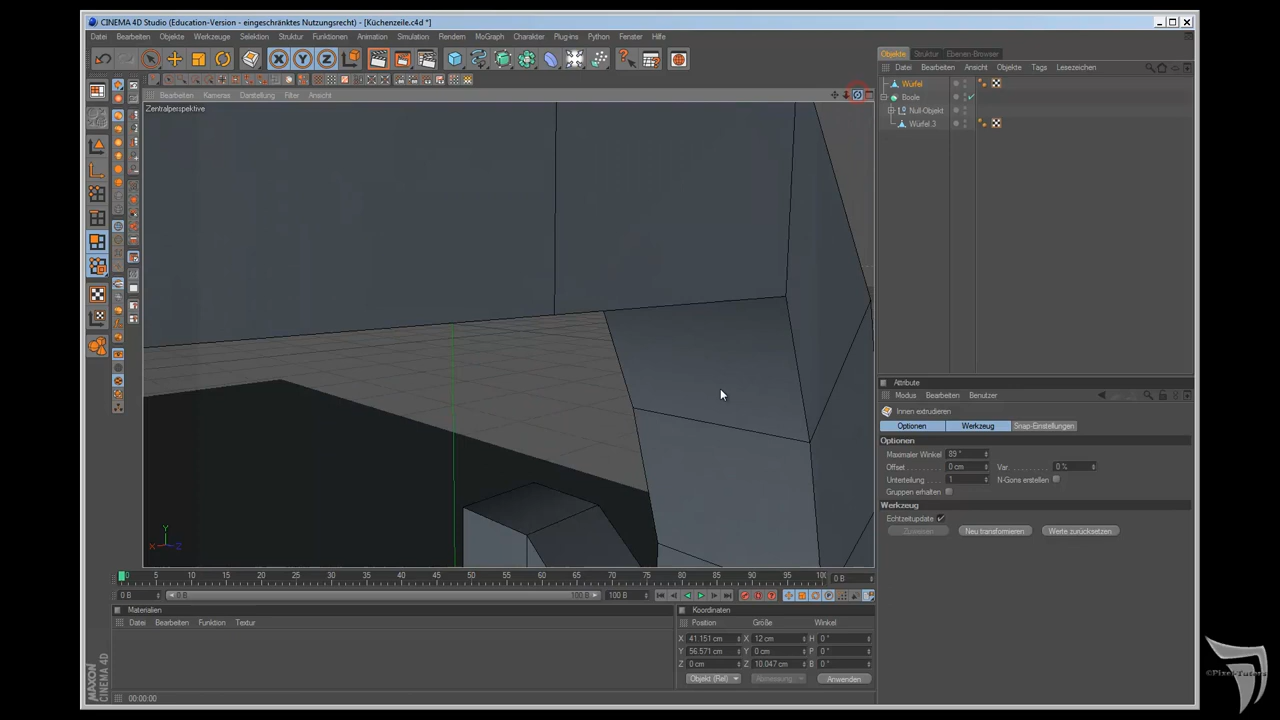 CINEMA 4D Studio (Education-Version - eingeschränktes Nutzungsrecht) - [Küchenzeile.c4d *]
Datei Bearbeiten Objekte Werkzeuge Selektion Struktur Funktionen Animation Simulation Rendern MoGraph Charakter Plug-ins Python Fenster Hilfe
Objekte Struktur Ebenen-Browser
Datei Bearbeiten Ansicht Objekte Tags Lesezeichen
Bearbeiten Kameras Darstellung Filter Ansicht
Zentralperspektive
Würfel
Boole
Null-Objekt
Würfel.3
Y
X Z
Attribute
Modus Bearbeiten Benutzer
Innen extrudieren
Optionen Werkzeug Snap-Einstellungen
Optionen
Maximaler Winkel 89 °
Offset 0 cm Var. 0 %
Unterteilung 1 N-Gons erstellen
Gruppen erhalten
Werkzeug
Echtzeitupdate
Zuweisen Neu transformieren Werte zurücksetzen
0 5 10 15 20 25 30 35 40 45 50 55 60 65 70 75 80 85 90 95 0 B
0 B 0 B 100 B 100 B
Materialien
Datei Bearbeiten Funktion Textur
Koordinaten
Position Größe Winkel
X 41.151 cm X 12 cm H 0 °
Y 56.571 cm Y 0 cm P 0 °
Z 0 cm Z 10.047 cm B 0 °
Objekt (Rel) Abmessung Anwenden
00:00:00
MAXON
CINEMA 4D